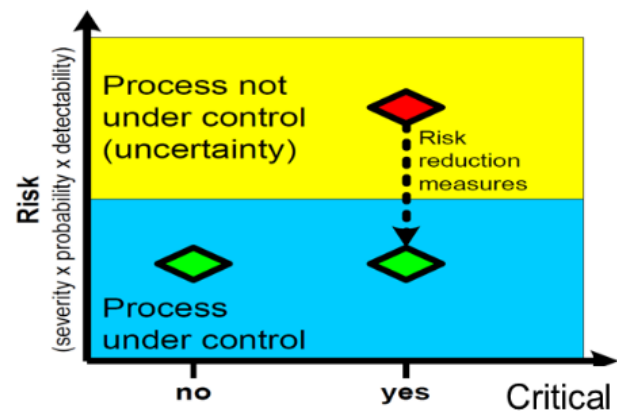 Process not
under control
(uncertainty)
Risk
reduction
measures
Risk
(severity x probability x detectability)
Process
under control
no
yes
Critical